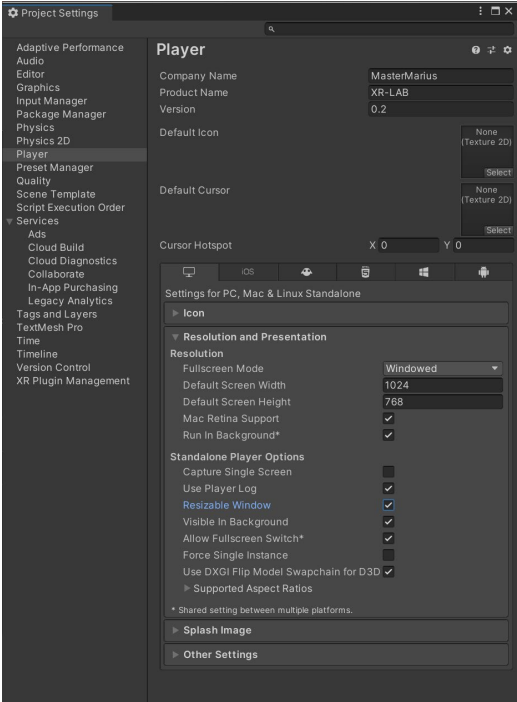 Project Settings
Adaptive Performance
Audio
Editor
Graphics
Input Manager
Package Manager
Physics
Physics 2D
Player
Preset Manager
Quality
Scene Template
Script Execution Order
Services
Ads
Cloud Build
Cloud Diagnostics
Collaborate
In-App Purchasing
Legacy Analytics
Tags and Layers
TextMesh Pro
Time
Timeline
Version Control
XR Plugin Management
Player
Company Name MasterMarius
Product Name XR-LAB
Version 0.2
Default Icon
None
(Texture 2D)
Select
Default Cursor
None
(Texture 2D)
Select
Cursor Hotspot X 0 Y 0
iOS
Settings for PC, Mac & Linux Standalone
Icon
Resolution and Presentation
Resolution
Fullscreen Mode Windowed
Default Screen Width 1024
Default Screen Height 768
Mac Retina Support
Run In Background*
Standalone Player Options
Capture Single Screen
Use Player Log
Resizable Window
Visible In Background
Allow Fullscreen Switch*
Force Single Instance
Use DXGI Flip Model Swapchain for D3D
Supported Aspect Ratios
* Shared setting between multiple platforms.
Splash Image
Other Settings